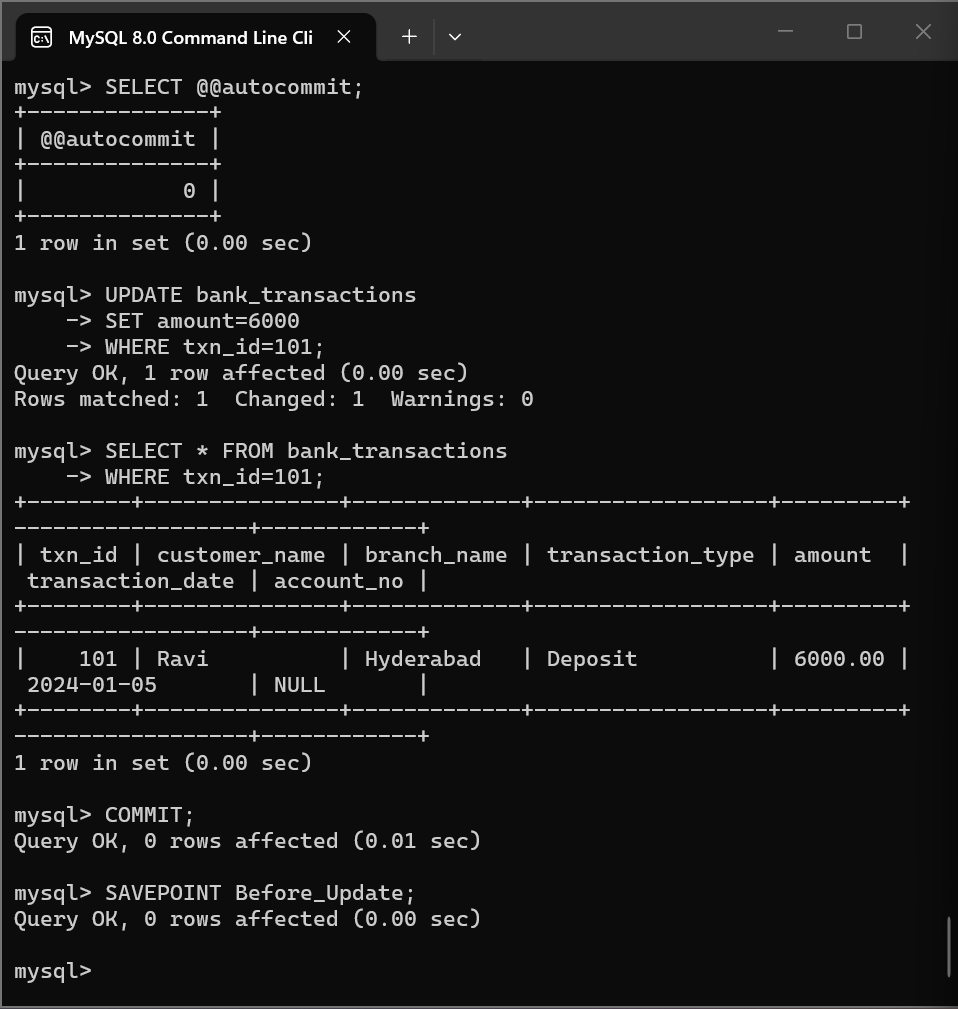 MySQL 8.0 Command Line Cli
mysql> SELECT @@autocommit;
+--------------+
| @@autocommit |
+--------------+
|            0 |
+--------------+
1 row in set (0.00 sec)
mysql> UPDATE bank_transactions
    -> SET amount=6000
    -> WHERE txn_id=101;
Query OK, 1 row affected (0.00 sec)
Rows matched: 1  Changed: 1  Warnings: 0
mysql> SELECT * FROM bank_transactions
    -> WHERE txn_id=101;
+--------+---------------+-------------+------------------+---------+
------------------+------------+
| txn_id | customer_name | branch_name | transaction_type | amount  |
 transaction_date | account_no |
+--------+---------------+-------------+------------------+---------+
------------------+------------+
|    101 | Ravi          | Hyderabad   | Deposit          | 6000.00 |
 2024-01-05       | NULL       |
+--------+---------------+-------------+------------------+---------+
------------------+------------+
1 row in set (0.00 sec)
mysql> COMMIT;
Query OK, 0 rows affected (0.01 sec)
mysql> SAVEPOINT Before_Update;
Query OK, 0 rows affected (0.00 sec)
mysql>